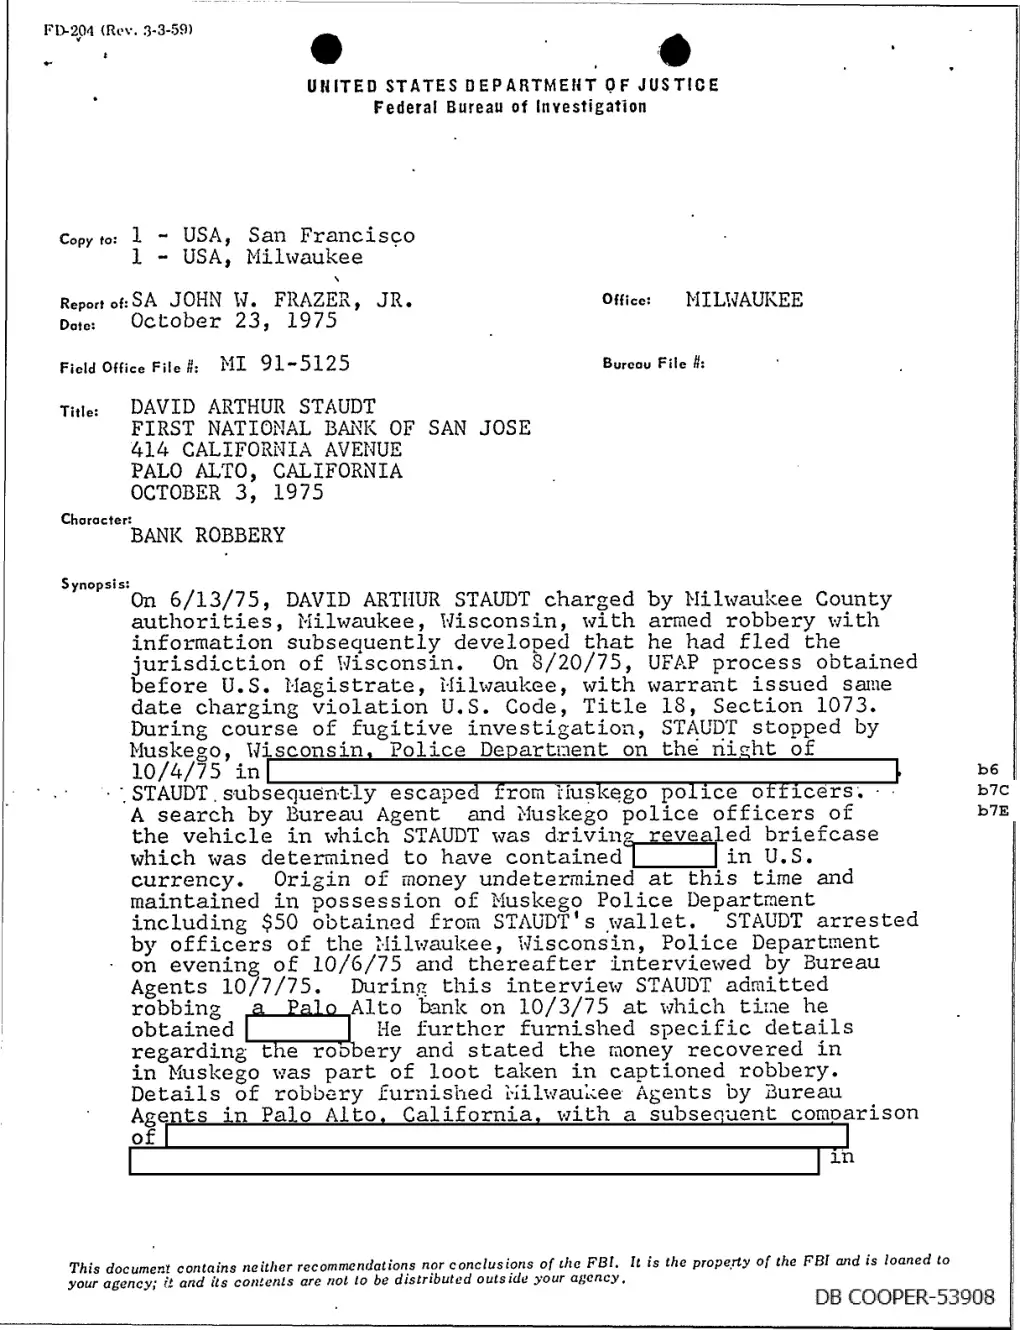 FD-204 (Rev. 3-3-59)
UNITED STATES DEPARTMENT OF JUSTICE
Federal Bureau of Investigation
Copy to: 1 - USA, San Francisco
1 - USA, Milwaukee
Report of: SA JOHN W. FRAZER, JR. Office: MILWAUKEE
Date: October 23, 1975
Field Office File #: MI 91-5125 Bureau File #:
Title: DAVID ARTHUR STAUDT
FIRST NATIONAL BANK OF SAN JOSE
414 CALIFORNIA AVENUE
PALO ALTO, CALIFORNIA
OCTOBER 3, 1975
Character:
BANK ROBBERY
Synopsis:
On 6/13/75, DAVID ARTHUR STAUDT charged by Milwaukee County
authorities, Milwaukee, Wisconsin, with armed robbery with
information subsequently developed that he had fled the
jurisdiction of Wisconsin. On 8/20/75, UFAP process obtained
before U.S. Magistrate, Milwaukee, with warrant issued same
date charging violation U.S. Code, Title 18, Section 1073.
During course of fugitive investigation, STAUDT stopped by
Muskego, Wisconsin, Police Department on the night of
10/4/75 in
b6
STAUDT subsequently escaped from Muskego police officers. b7C
A search by Bureau Agent and Muskego police officers of b7E
the vehicle in which STAUDT was driving revealed briefcase
which was determined to have contained in U.S.
currency. Origin of money undetermined at this time and
maintained in possession of Muskego Police Department
including $50 obtained from STAUDT's wallet. STAUDT arrested
by officers of the Milwaukee, Wisconsin, Police Department
on evening of 10/6/75 and thereafter interviewed by Bureau
Agents 10/7/75. During this interview STAUDT admitted
robbing a Palo Alto bank on 10/3/75 at which time he
obtained He further furnished specific details
regarding the robbery and stated the money recovered in
in Muskego was part of loot taken in captioned robbery.
Details of robbery furnished Milwaukee Agents by Bureau
Agents in Palo Alto, California, with a subsequent comparison
of
in
This document contains neither recommendations nor conclusions of the FBI. It is the property of the FBI and is loaned to
your agency; it and its contents are not to be distributed outside your agency.
DB COOPER-53908